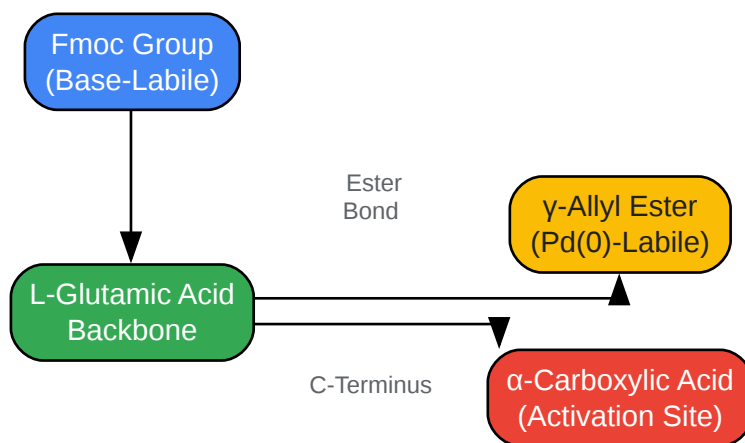 Fmoc Group
(Base-Labile)
Ester
Bond
γ-Allyl Ester
(Pd(0)-Labile)
L-Glutamic Acid
Backbone
C-Terminus
α-Carboxylic Acid
(Activation Site)